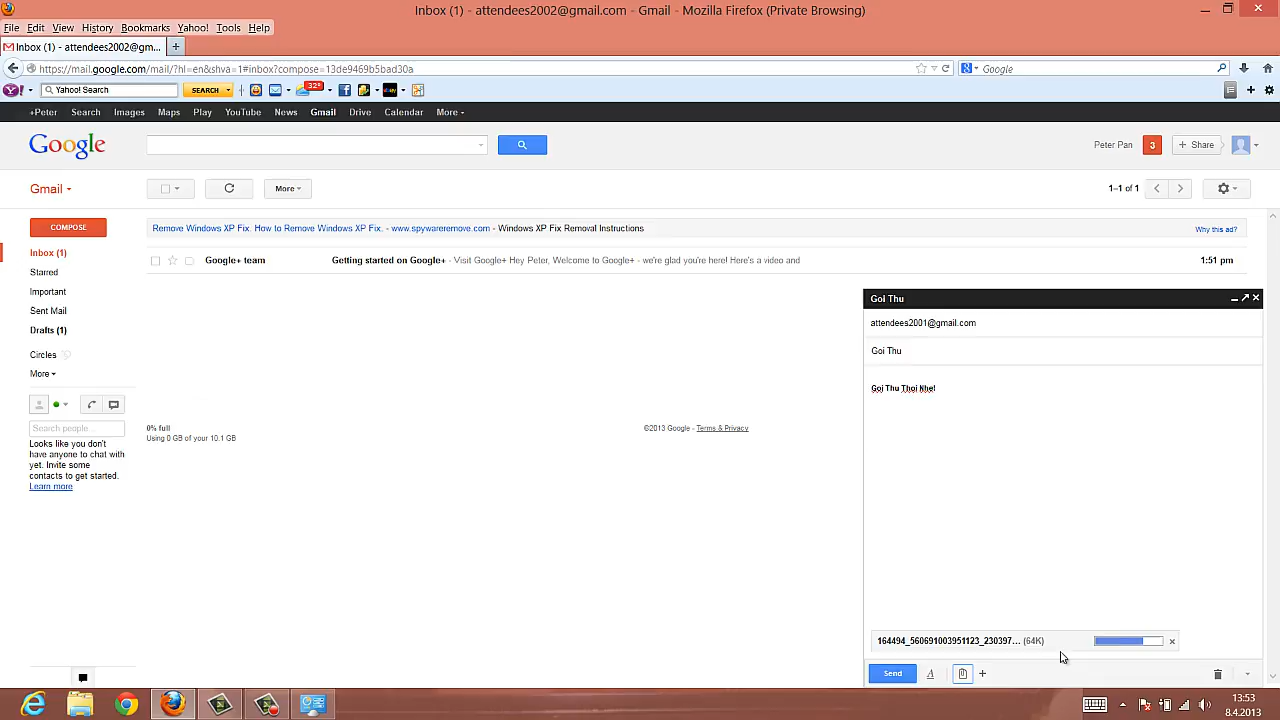 Inbox (1) - attendees2002@gmail.com - Gmail - Mozilla Firefox (Private Browsing)
File Edit View History Bookmarks Yahoo! Tools Help
Inbox (1) - attendees2002@gm...
https://mail.google.com/mail/?hl=en&shva=1#inbox?compose=13de9469b5bad30a
Google
Y! Yahoo! Search SEARCH 32°
+Peter Search Images Maps Play YouTube News Gmail Drive Calendar More
Google
Peter Pan 3 + Share
Gmail
More
1–1 of 1
COMPOSE
Remove Windows XP Fix. How to Remove Windows XP Fix. - www.spywareremove.com - Windows XP Fix Removal Instructions
Why this ad?
Inbox (1)
Google+ team Getting started on Google+ - Visit Google+ Hey Peter, Welcome to Google+ - we're glad you're here! Here's a video and 1:51 pm
Starred
Important
Sent Mail
Drafts (1)
Circles
More
Search people...
Looks like you don't
have anyone to chat with
yet. Invite some
contacts to get started.
Learn more
0% full
Using 0 GB of your 10.1 GB
©2013 Google - Terms & Privacy
Goi Thu
attendees2001@gmail.com
Goi Thu
Goi Thu Thoi Nhe!
164494_560691003951123_230397... (64K)
Send
13:53
8.4.2013